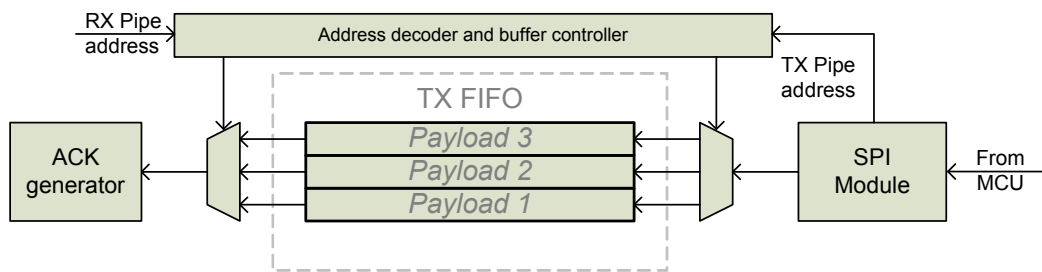 RX Pipe
address
Address decoder and buffer controller
TX Pipe
address
TX FIFO
ACK
generator
Payload 3
Payload 2
Payload 1
SPI
Module
From
MCU